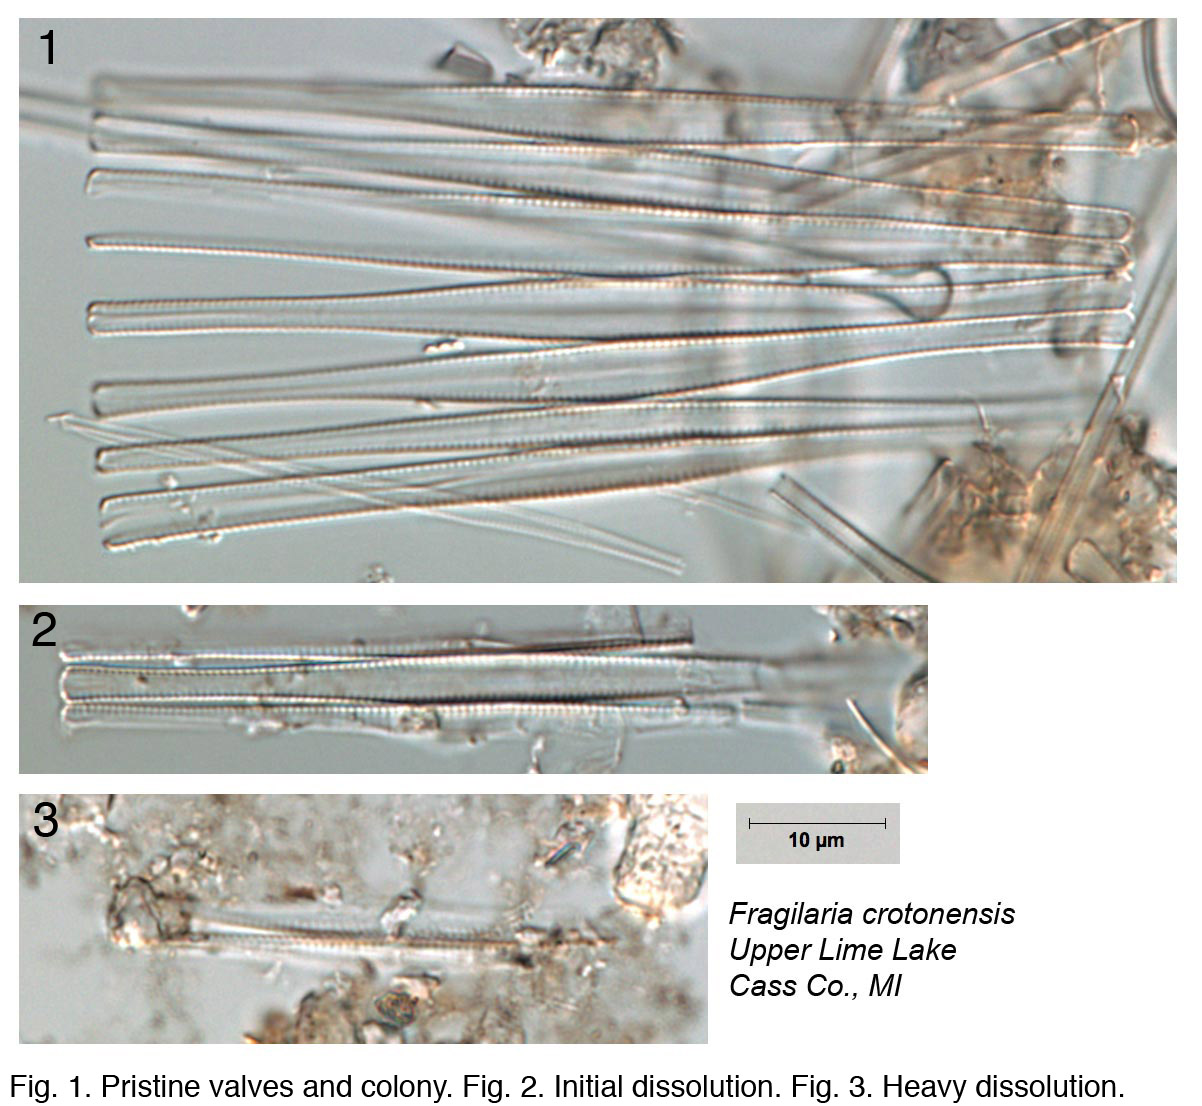 1
2
3
10 µm
Fragilaria crotonensis
Upper Lime Lake
Cass Co., MI
Fig. 1. Pristine valves and colony. Fig. 2. Initial dissolution. Fig. 3. Heavy dissolution.